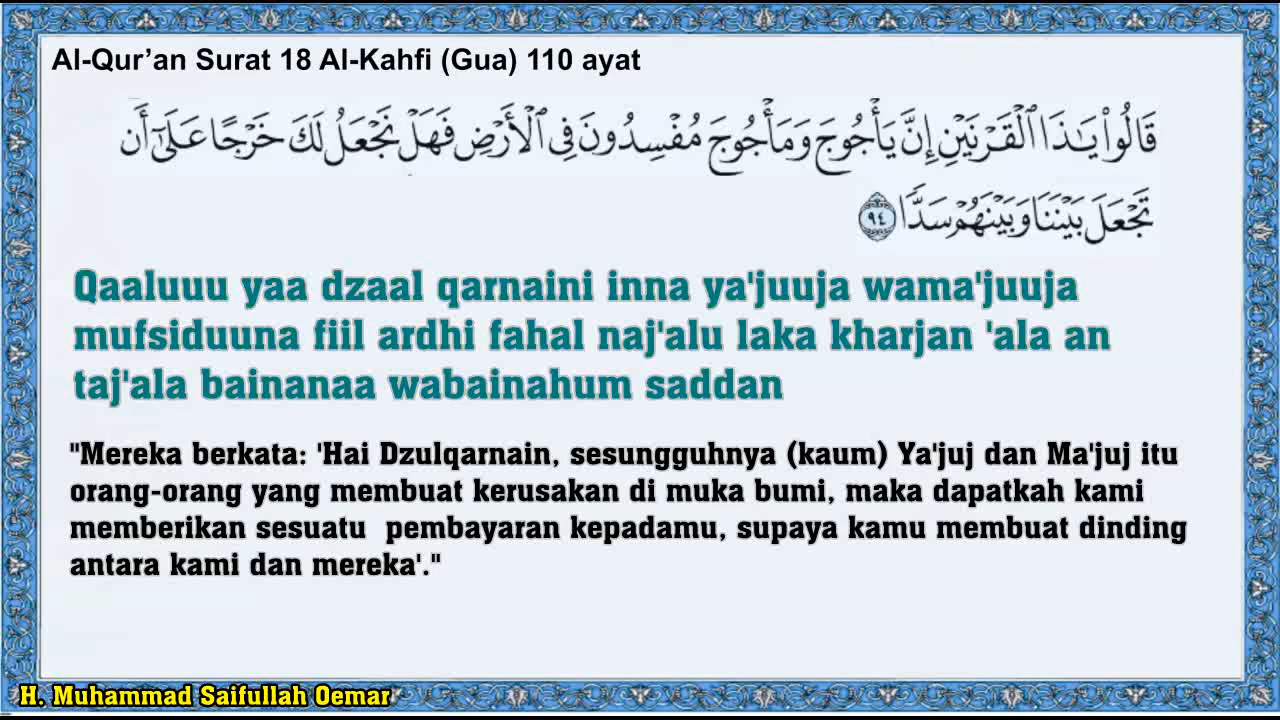 Al-Qur’an Surat 18 Al-Kahfi (Gua) 110 ayat
قَالُوا۟ يَـٰذَا ٱلْقَرْنَيْنِ إِنَّ يَأْجُوجَ وَمَأْجُوجَ مُفْسِدُونَ فِى ٱلْأَرْضِ فَهَلْ نَجْعَلُ لَكَ خَرْجًا عَلَىٰٓ أَن
تَجْعَلَ بَيْنَنَا وَبَيْنَهُمْ سَدًّا ٩٤
Qaaluuu yaa dzaal qarnaini inna ya'juuja wama'juuja
mufsiduuna fiil ardhi fahal naj'alu laka kharjan 'ala an
taj'ala bainanaa wabainahum saddan
"Mereka berkata: 'Hai Dzulqarnain, sesungguhnya (kaum) Ya'juj dan Ma'juj itu
orang-orang yang membuat kerusakan di muka bumi, maka dapatkah kami
memberikan sesuatu  pembayaran kepadamu, supaya kamu membuat dinding
antara kami dan mereka'."
H. Muhammad Saifullah Oemar